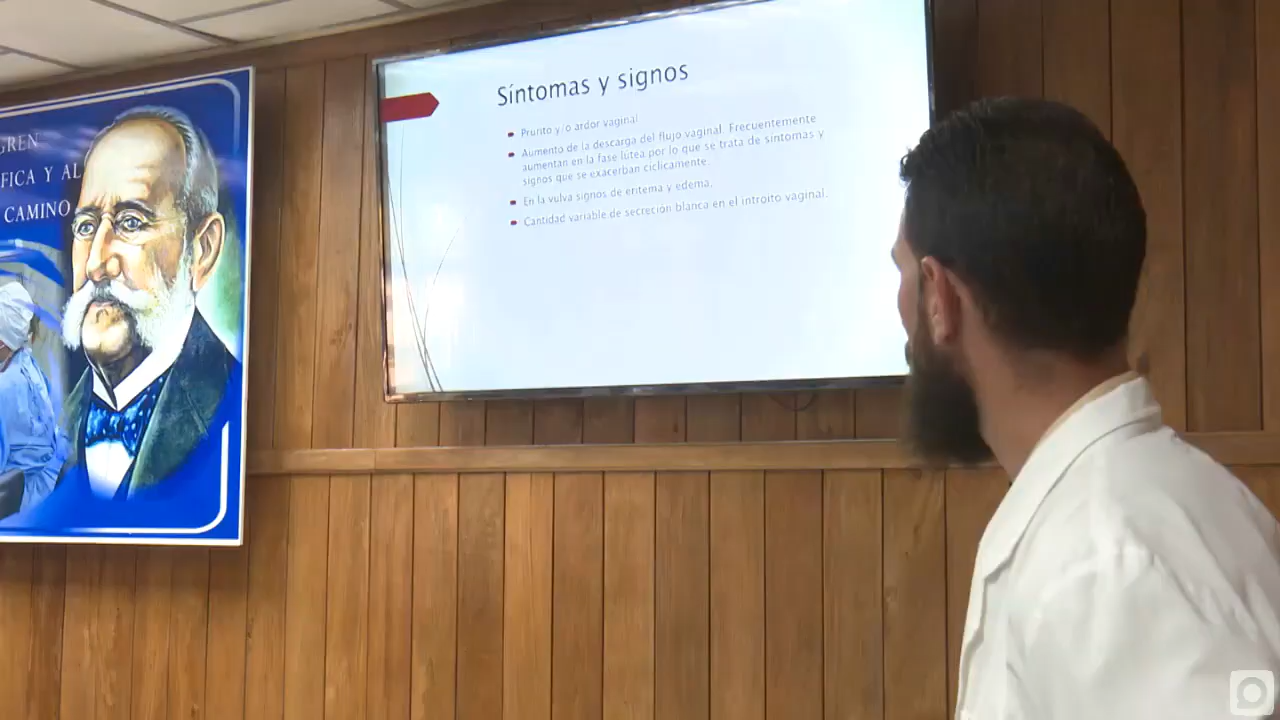 GREN
FICA Y AL
CAMINO
Síntomas y signos
Prurito y/o ardor vaginal
Aumento de la descarga del flujo vaginal. Frecuentemente
aumentan en la fase lútea por lo que se trata de síntomas y
signos que se exacerban cíclicamente.
En la vulva signos de eritema y edema.
Cantidad variable de secreción blanca en el introito vaginal.